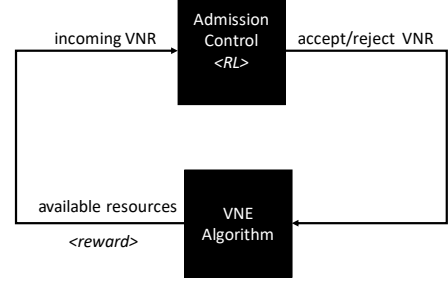 incoming VNR
Admission
Control
<RL>
accept/reject VNR
available resources
<reward>
VNE
Algorithm